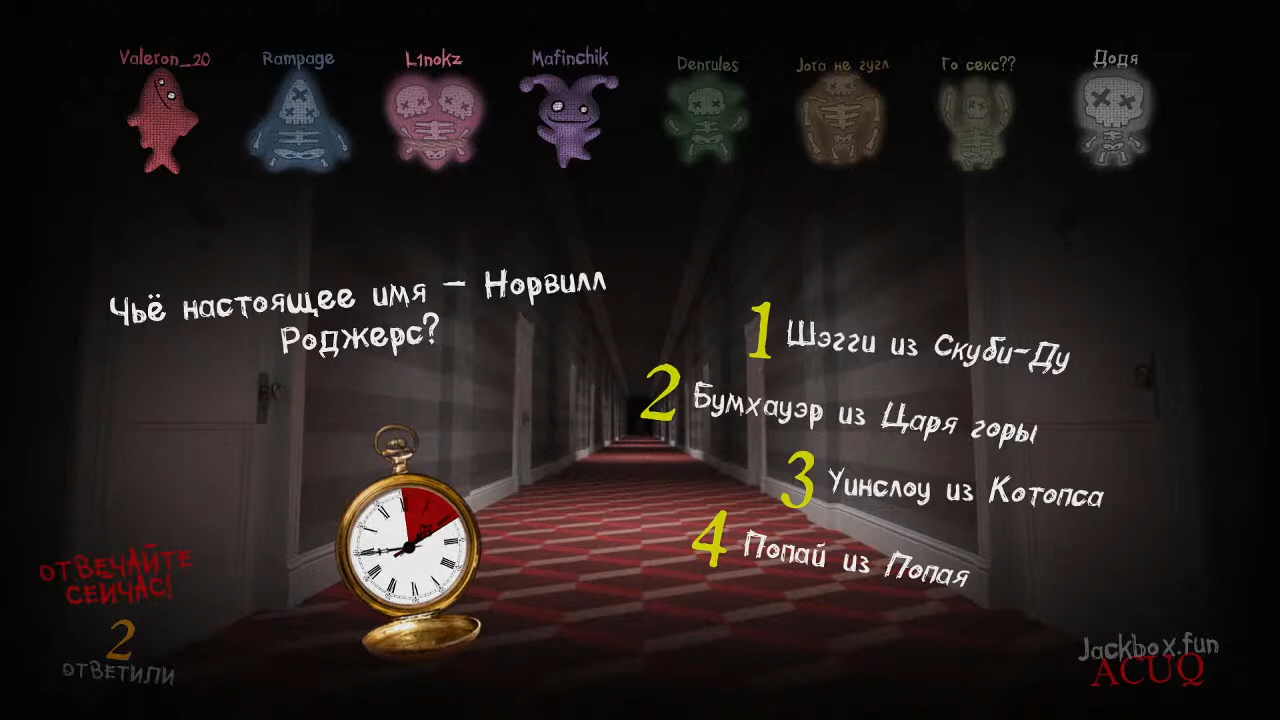 Valeron_20
Rampage
L1nokz
Mafinchik
Denrules
Jota не гугл
Го секс??
Додя
Чьё настоящее имя — Норвилл
Роджерс?
1 Шэгги из Скуби-Ду
2 Бумхауэр из Царя горы
3 Уинслоу из Котопса
4 Попай из Попая
ОТВЕЧАЙТЕ
СЕЙЧАС!
2
ОТВЕТИЛИ
Jackbox.fun
ACUQ